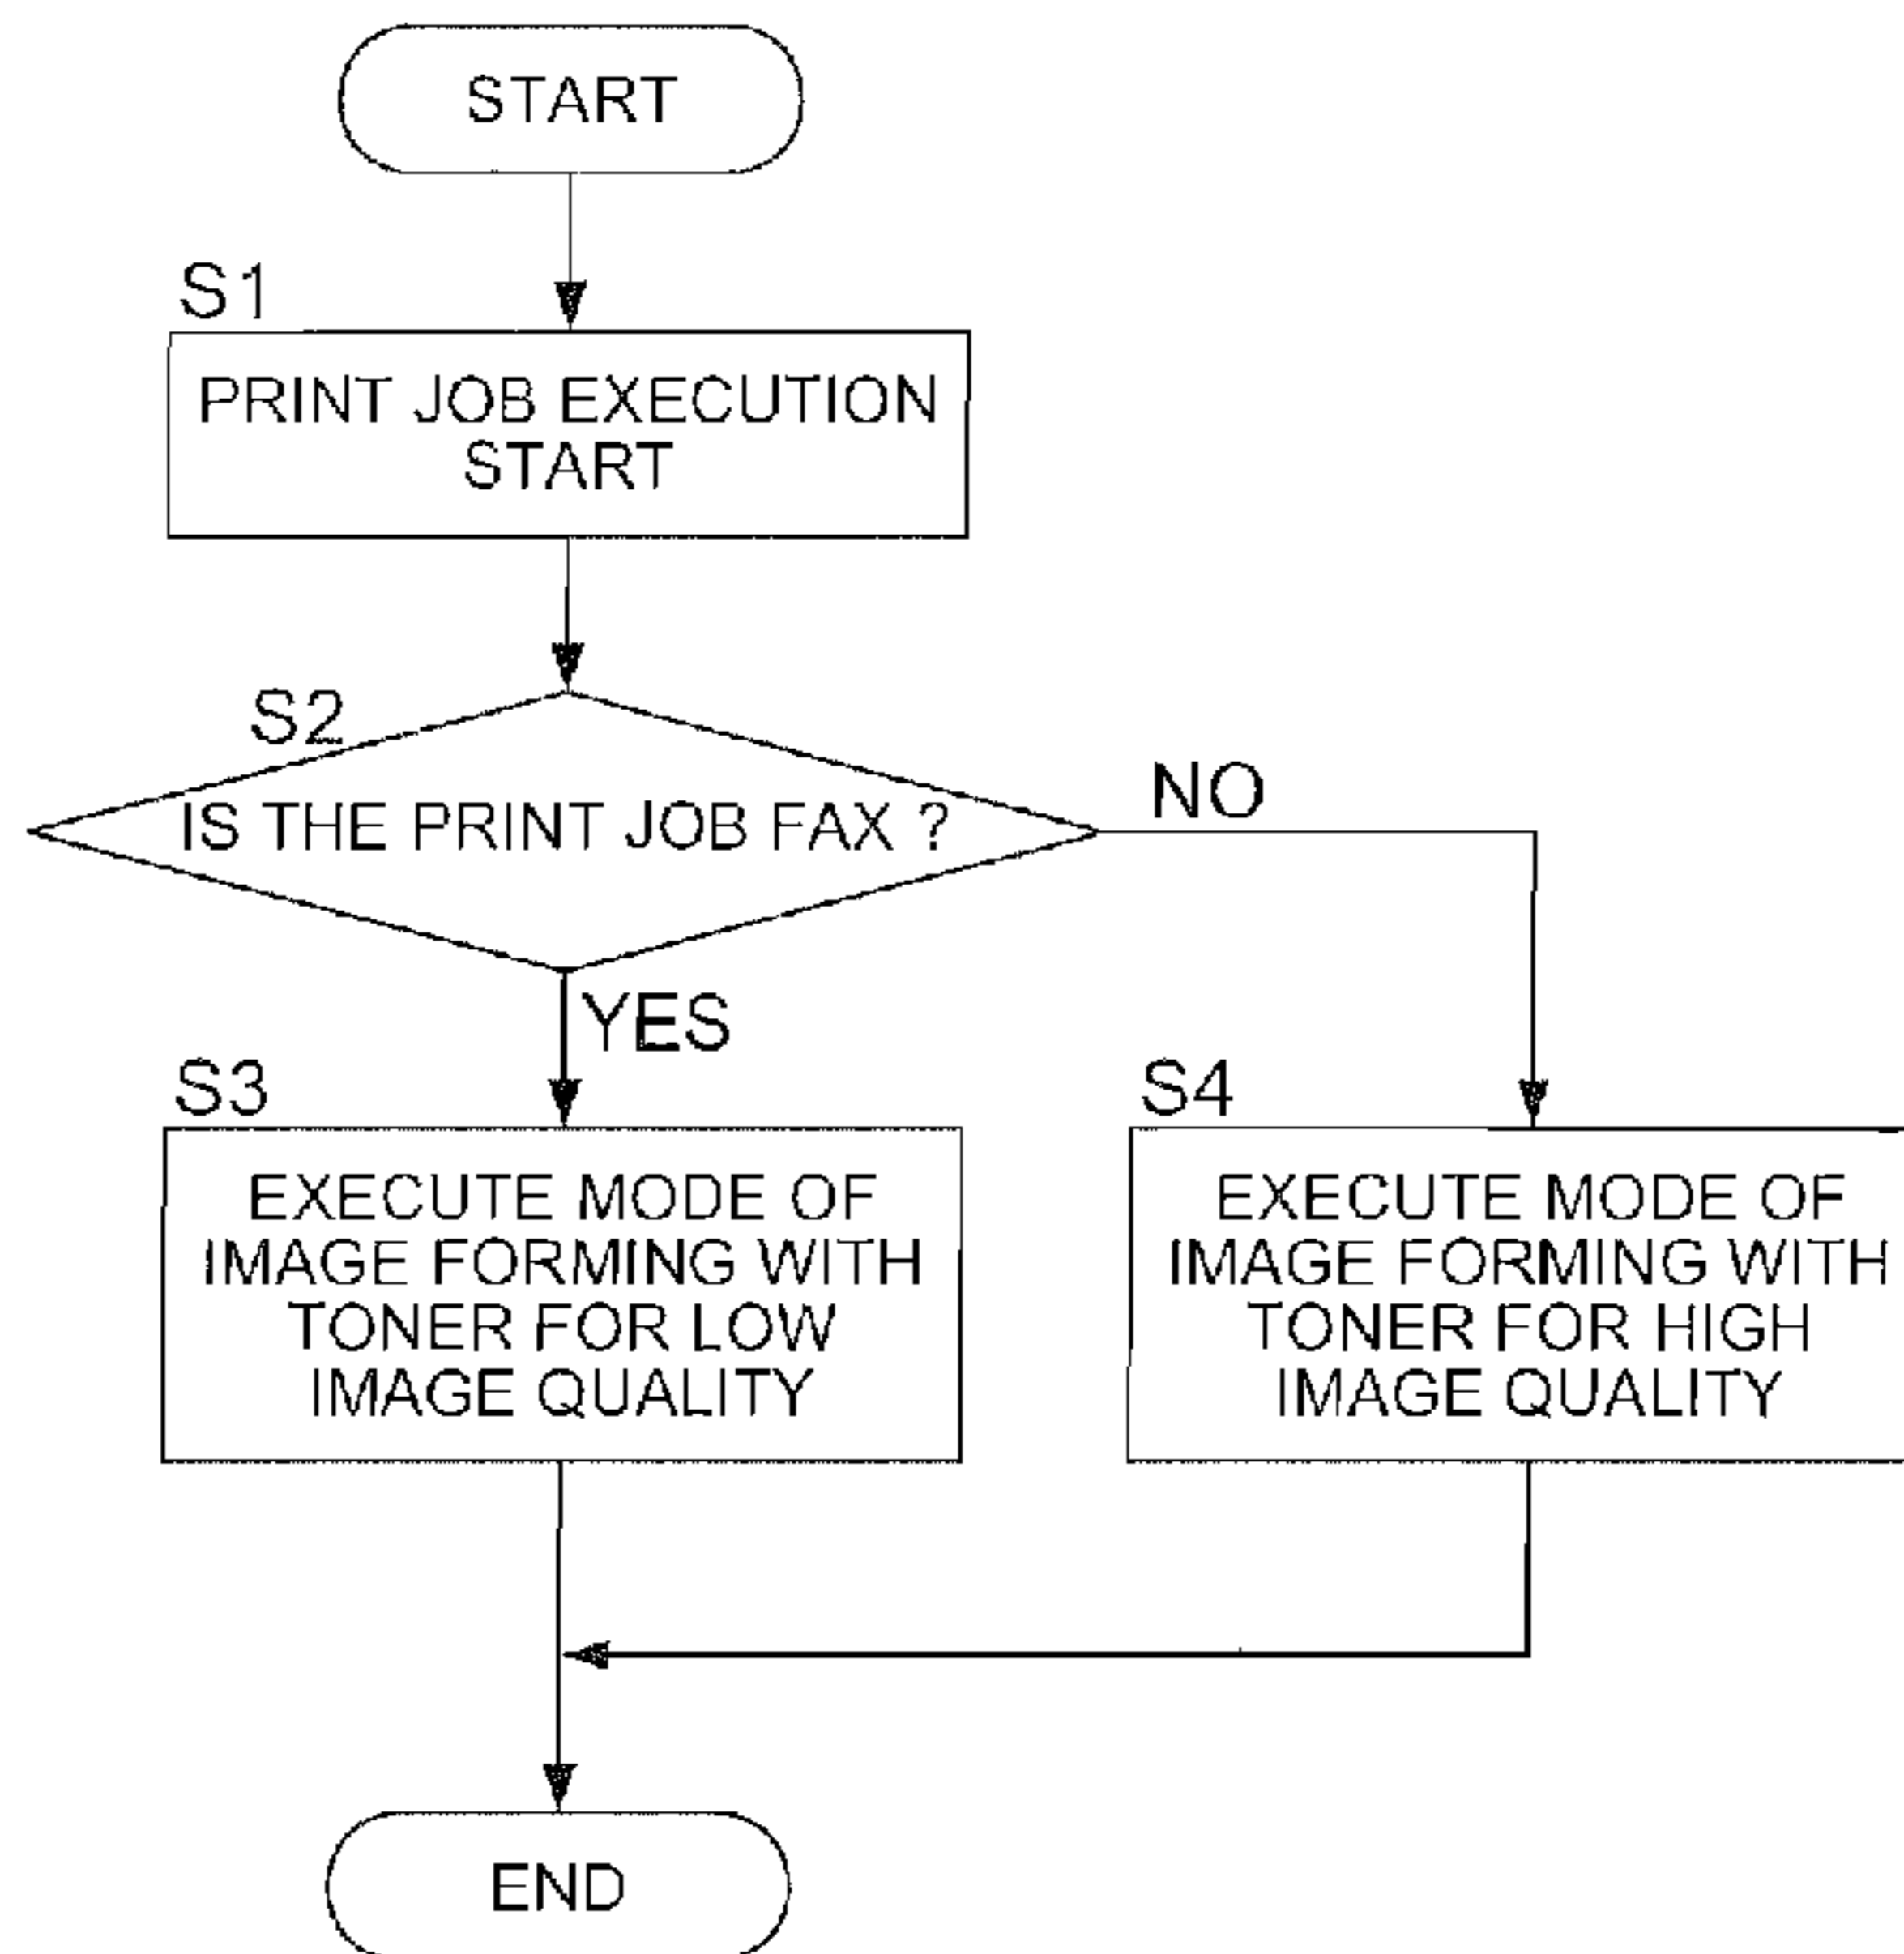 START
S1
PRINT JOB EXECUTION
START
S2
IS THE PRINT JOB FAX ?
NO
YES
S3
EXECUTE MODE OF
IMAGE FORMING WITH
TONER FOR LOW
IMAGE QUALITY
S4
EXECUTE MODE OF
IMAGE FORMING WITH
TONER FOR HIGH
IMAGE QUALITY
END